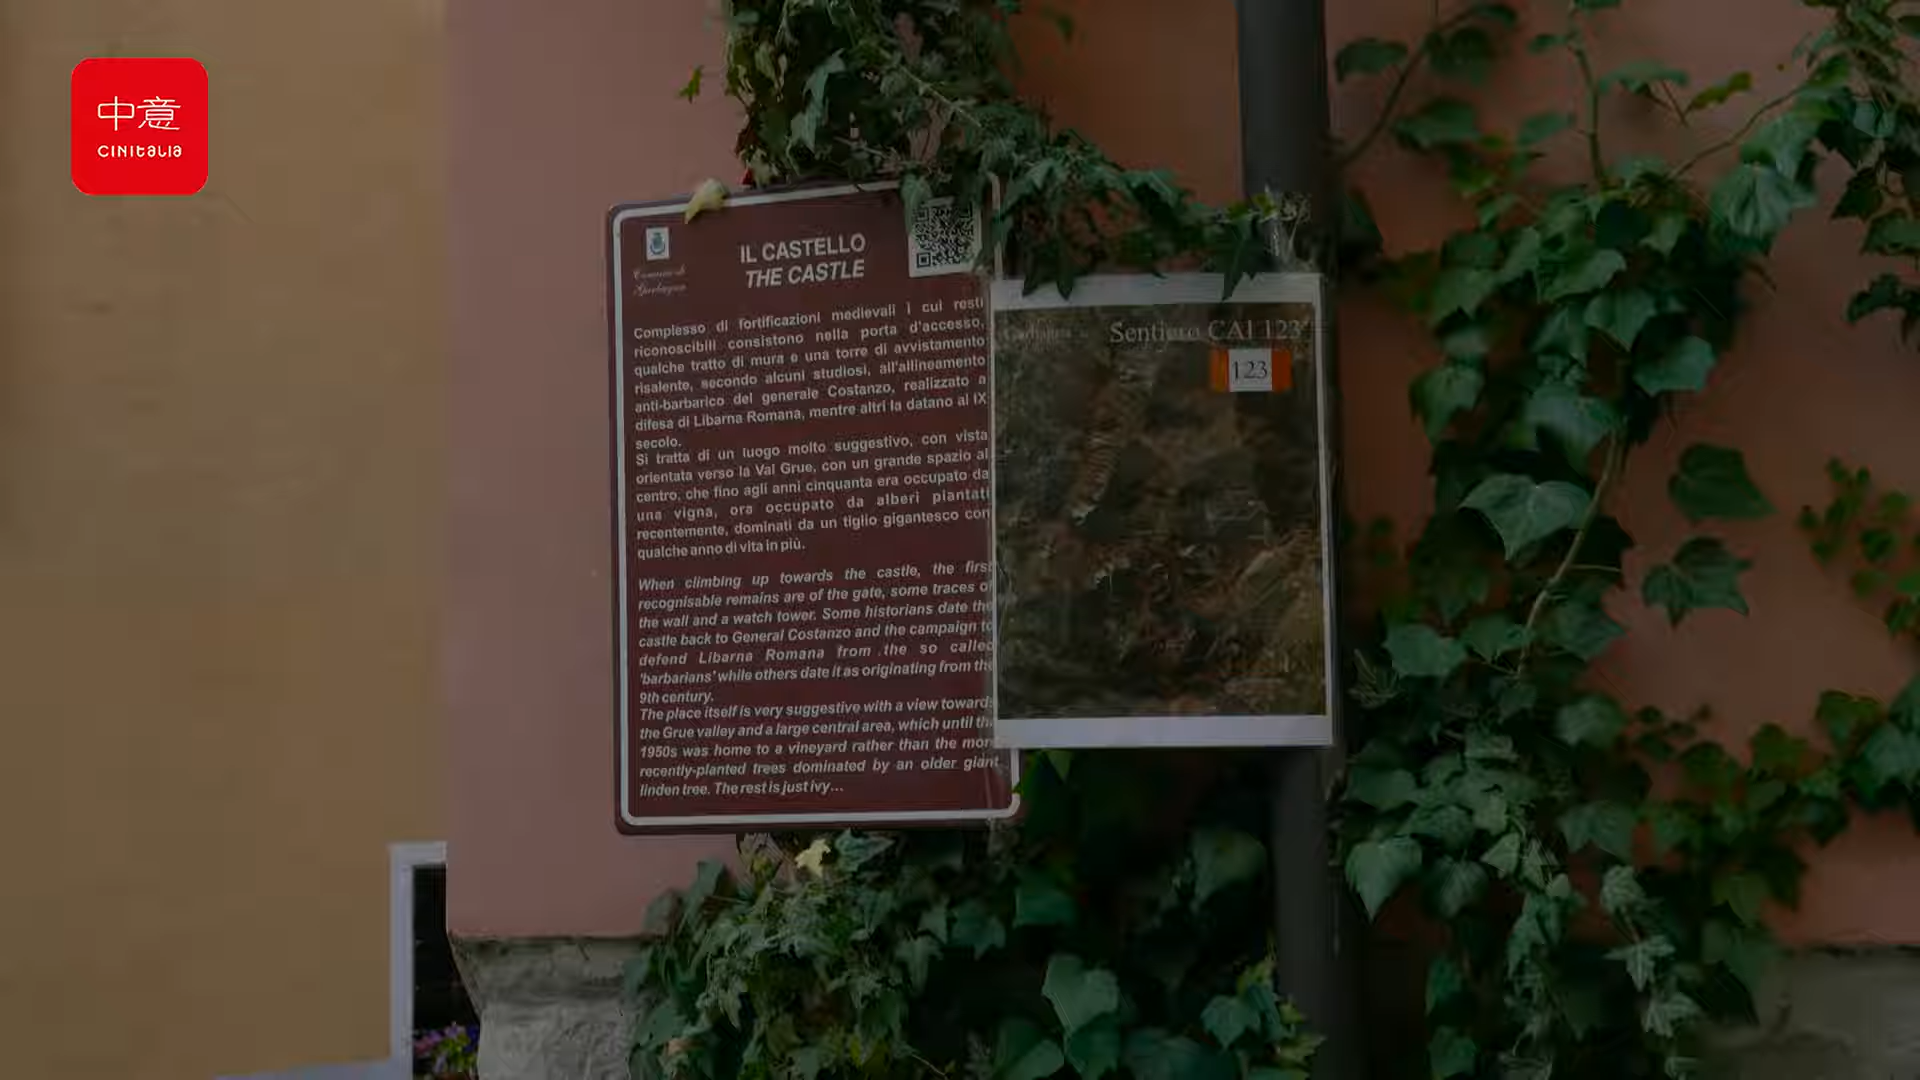 中意
CINITALIA
Comune di
Garbagna
IL CASTELLO
THE CASTLE
Complesso di fortificazioni medievali i cui resti
riconoscibili consistono nella porta d'accesso,
qualche tratto di mura e una torre di avvistamento
risalente, secondo alcuni studiosi, all'allineamento
anti-barbarico del generale Costanzo, realizzato a
difesa di Libarna Romana, mentre altri la datano al IX
secolo.
Si tratta di un luogo molto suggestivo, con vista
orientata verso la Val Grue, con un grande spazio al
centro, che fino agli anni cinquanta era occupato da
una vigna, ora occupato da alberi piantati
recentemente, dominati da un tiglio gigantesco con
qualche anno di vita in più.
When climbing up towards the castle, the first
recognisable remains are of the gate, some traces of
the wall and a watch tower. Some historians date the
castle back to General Costanzo and the campaign to
defend Libarna Romana from the so called
'barbarians' while others date it as originating from the
9th century.
The place itself is very suggestive with a view towards
the Grue valley and a large central area, which until the
1950s was home to a vineyard rather than the more
recently-planted trees dominated by an older giant
linden tree. The rest is just ivy...
Sentiero CAI 123
123